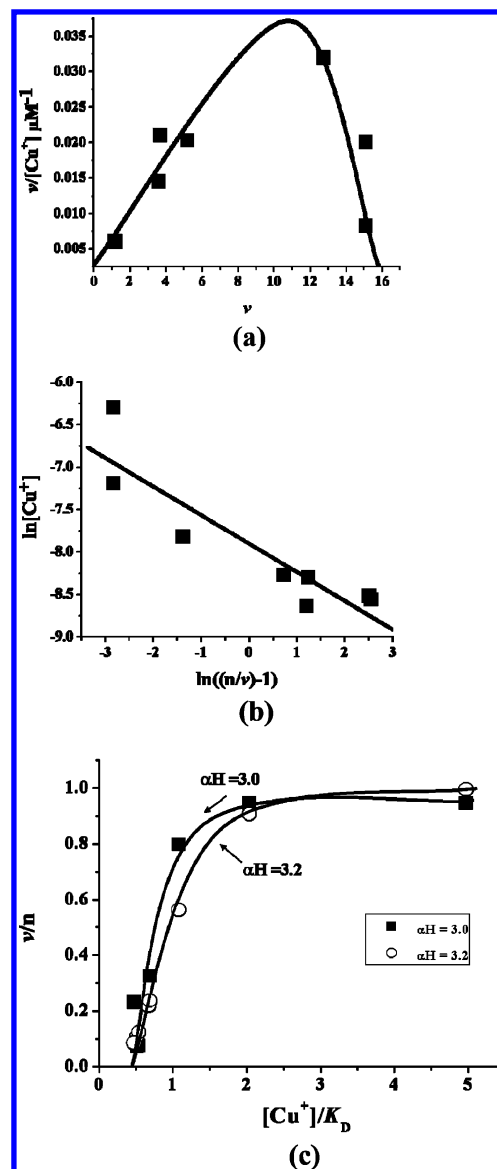 0.035
0.030
0.025
0.020
0.015
0.010
0.005
v/[Cu⁺] μM⁻¹
0 2 4 6 8 10 12 14 16
v
(a)
-6.0
-6.5
-7.0
-7.5
-8.0
-8.5
-9.0
ln[Cu⁺]
-3 -2 -1 0 1 2 3
ln((n/v)-1)
(b)
1.0
0.8
0.6
0.4
0.2
0.0
v/n
αH =3.0
αH =3.2
αH = 3.0
αH = 3.2
0 1 2 3 4 5
[Cu⁺]/K_D
(c)